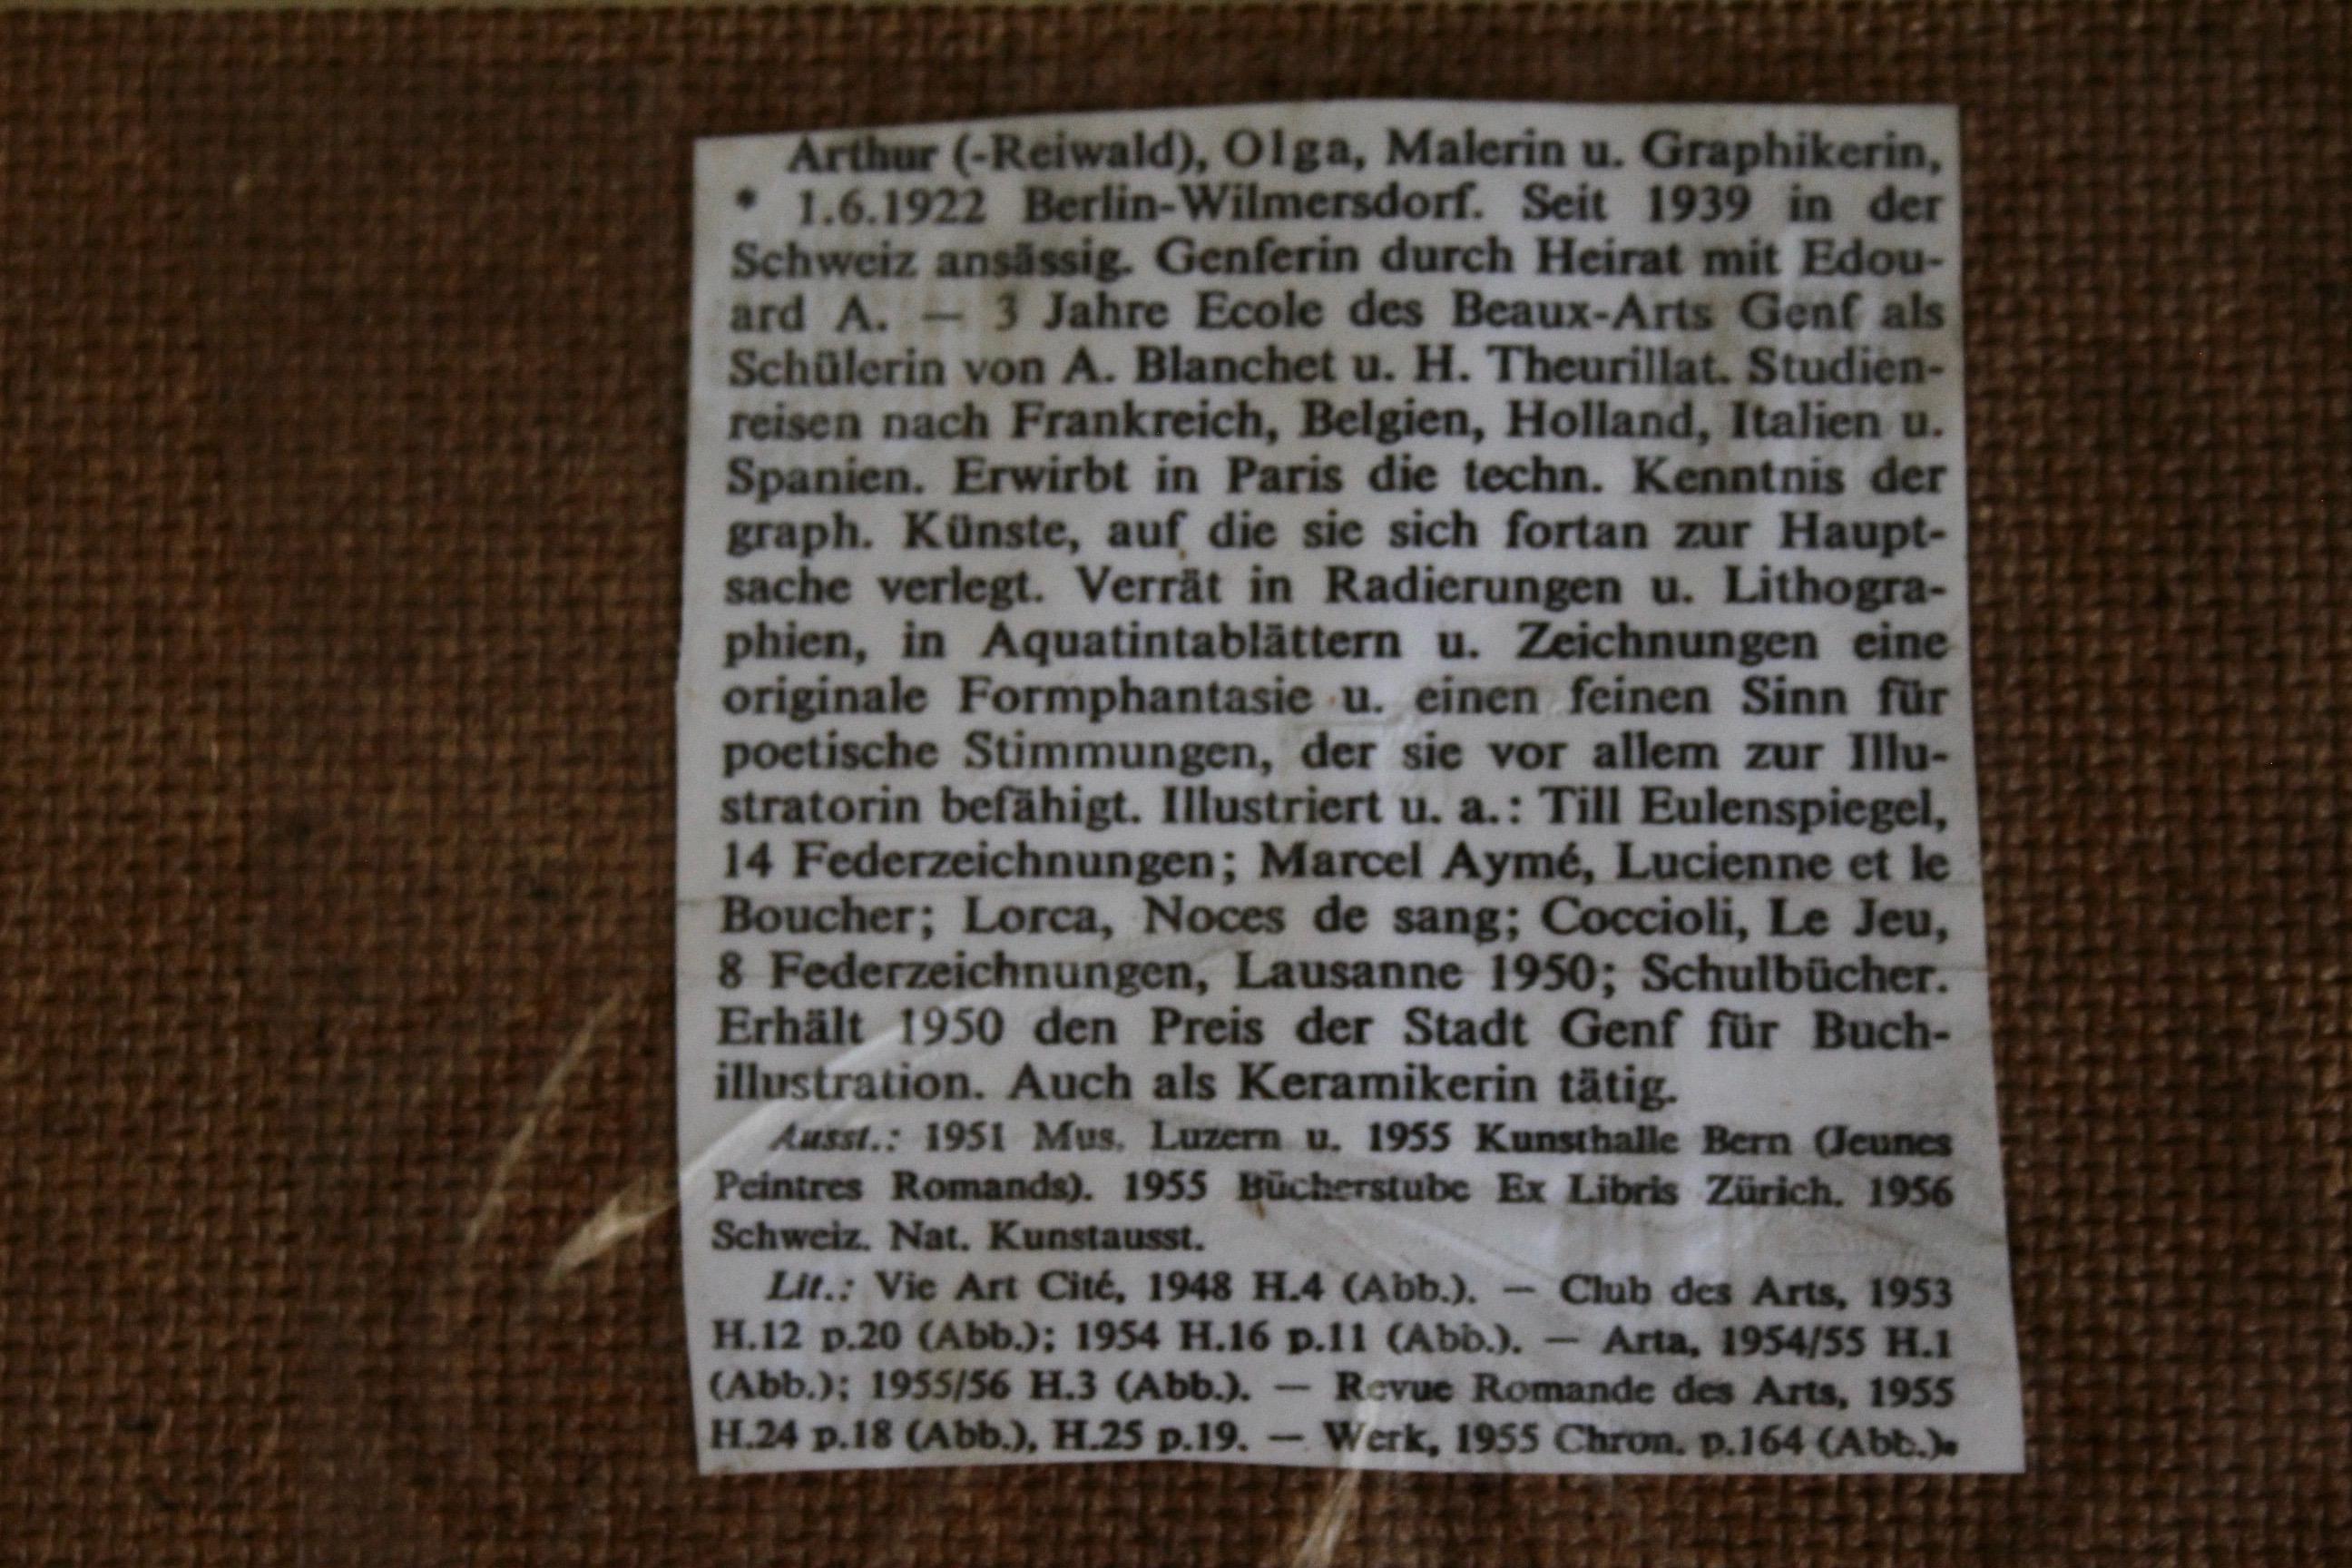 Arthur (-Reiwald), Olga, Malerin u. Graphikerin,
* 1.6.1922 Berlin-Wilmersdorf. Seit 1939 in der
Schweiz ansässig. Genferin durch Heirat mit Edou-
ard A. — 3 Jahre Ecole des Beaux-Arts Genf als
Schülerin von A. Blanchet u. H. Theurillat. Studien-
reisen nach Frankreich, Belgien, Holland, Italien u.
Spanien. Erwirbt in Paris die techn. Kenntnis der
graph. Künste, auf die sie sich fortan zur Haupt-
sache verlegt. Verrät in Radierungen u. Lithogra-
phien, in Aquatintablättern u. Zeichnungen eine
originale Formphantasie u. einen feinen Sinn für
poetische Stimmungen, der sie vor allem zur Illu-
stratorin befähigt. Illustriert u. a.: Till Eulenspiegel,
14 Federzeichnungen; Marcel Aymé, Lucienne et le
Boucher; Lorca, Noces de sang; Coccioli, Le Jeu,
8 Federzeichnungen, Lausanne 1950; Schulbücher.
Erhält 1950 den Preis der Stadt Genf für Buch-
illustration. Auch als Keramikerin tätig.
Ausst.: 1951 Mus. Luzern u. 1955 Kunsthalle Bern (Jeunes
Peintres Romands). 1955 Bücherstube Ex Libris Zürich. 1956
Schweiz. Nat. Kunstausst.
Lit.: Vie Art Cité, 1948 H.4 (Abb.). — Club des Arts, 1953
H.12 p.20 (Abb.); 1954 H.16 p.11 (Abb.). — Arta, 1954/55 H.1
(Abb.); 1955/56 H.3 (Abb.). — Revue Romande des Arts, 1955
H.24 p.18 (Abb.), H.25 p.19. — Werk, 1955 Chron. p.164 (Abb.).